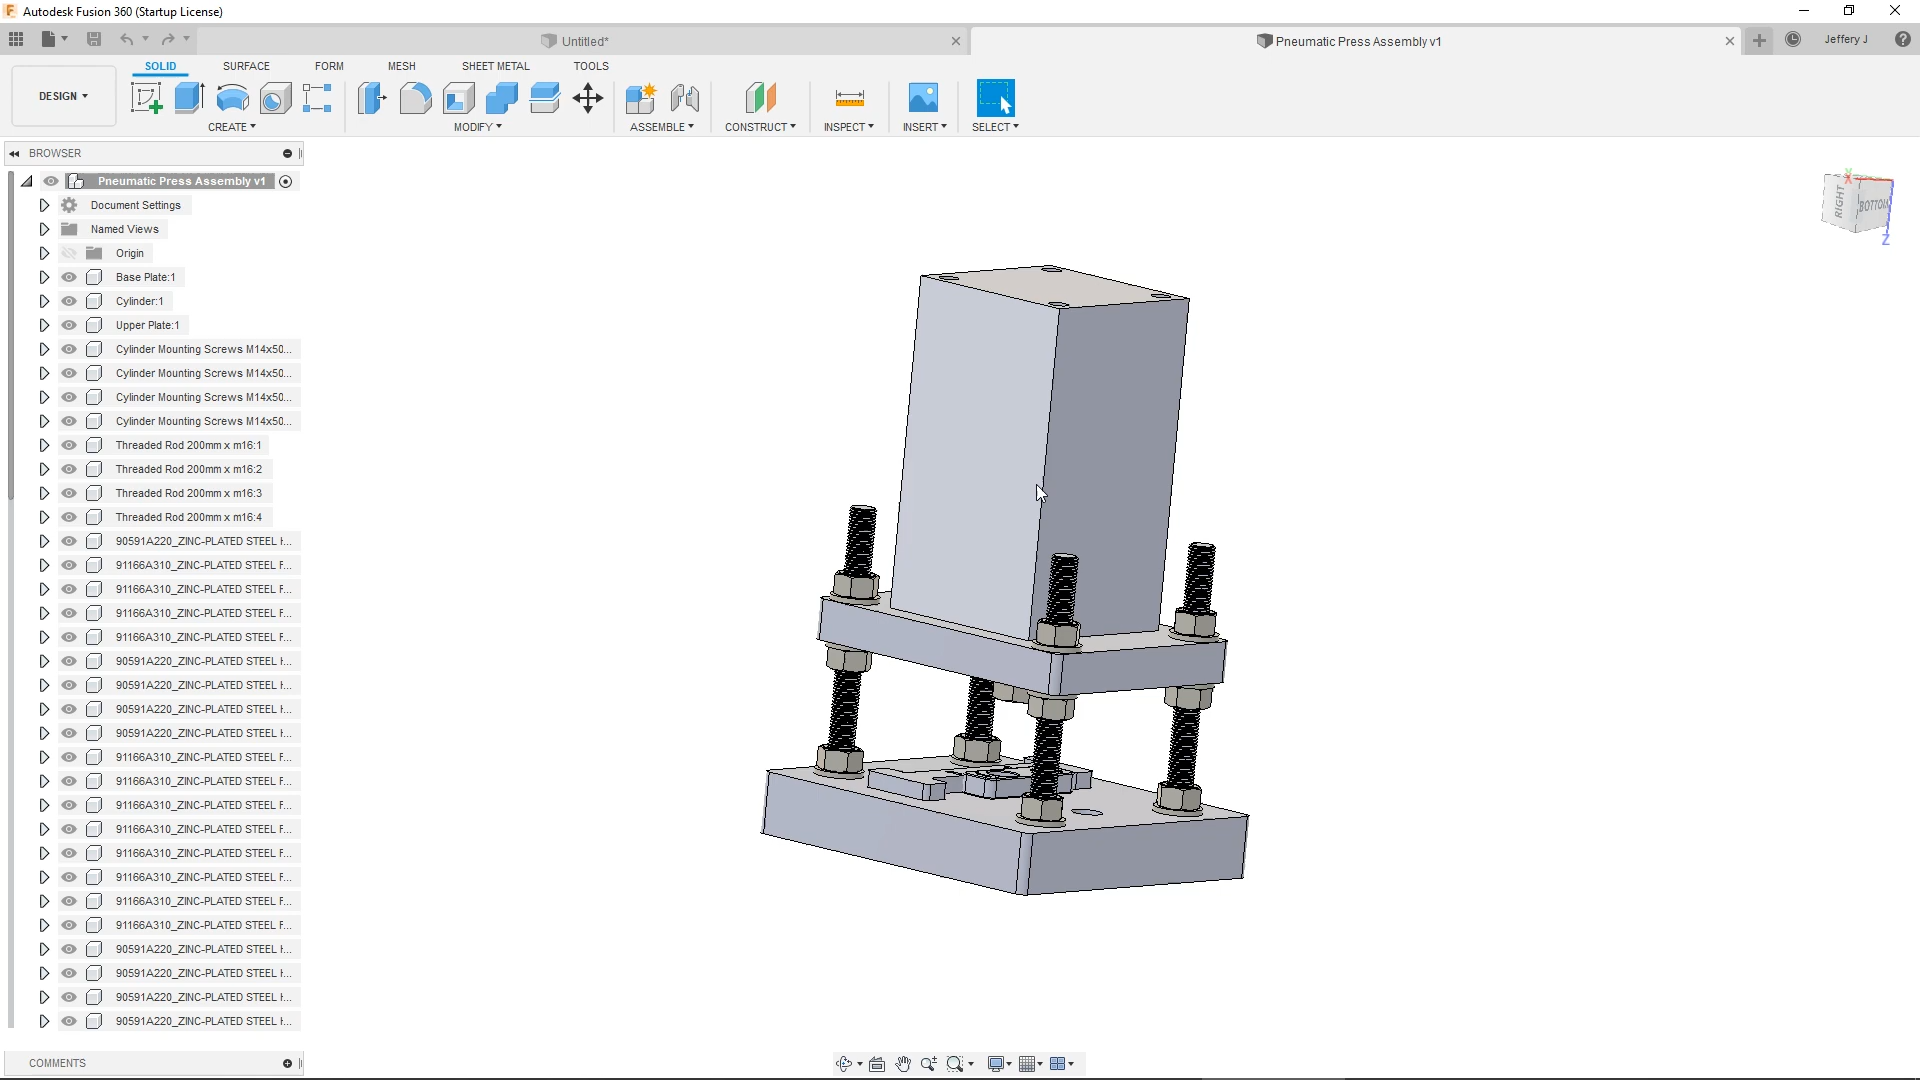 Autodesk Fusion 360 (Startup License)
Untitled*
Pneumatic Press Assembly v1
Jeffery J
DESIGN
SOLID SURFACE FORM MESH SHEET METAL TOOLS
CREATE MODIFY ASSEMBLE CONSTRUCT INSPECT INSERT SELECT
BROWSER
Pneumatic Press Assembly v1
Document Settings
Named Views
Origin
Base Plate:1
Cylinder:1
Upper Plate:1
Cylinder Mounting Screws M14x50...
Cylinder Mounting Screws M14x50...
Cylinder Mounting Screws M14x50...
Cylinder Mounting Screws M14x50...
Threaded Rod 200mm x m16:1
Threaded Rod 200mm x m16:2
Threaded Rod 200mm x m16:3
Threaded Rod 200mm x m16:4
90591A220_ZINC-PLATED STEEL H...
91166A310_ZINC-PLATED STEEL F...
91166A310_ZINC-PLATED STEEL F...
91166A310_ZINC-PLATED STEEL F...
91166A310_ZINC-PLATED STEEL F...
90591A220_ZINC-PLATED STEEL H...
90591A220_ZINC-PLATED STEEL H...
90591A220_ZINC-PLATED STEEL H...
90591A220_ZINC-PLATED STEEL H...
91166A310_ZINC-PLATED STEEL F...
91166A310_ZINC-PLATED STEEL F...
91166A310_ZINC-PLATED STEEL F...
91166A310_ZINC-PLATED STEEL F...
91166A310_ZINC-PLATED STEEL F...
91166A310_ZINC-PLATED STEEL F...
91166A310_ZINC-PLATED STEEL F...
91166A310_ZINC-PLATED STEEL F...
90591A220_ZINC-PLATED STEEL H...
90591A220_ZINC-PLATED STEEL H...
90591A220_ZINC-PLATED STEEL H...
90591A220_ZINC-PLATED STEEL H...
COMMENTS
X
RIGHT
BOTTOM
Z